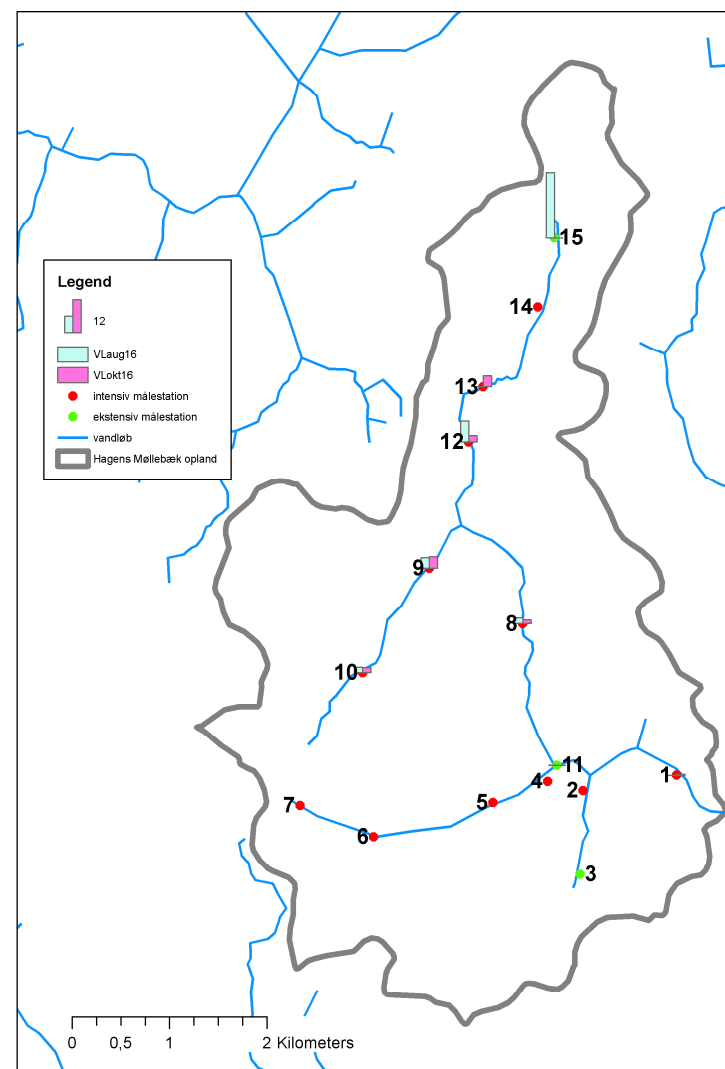 15
14
Legend
12
VLaug16
VLokt16
intensiv målestation
ekstensiv målestation
vandløb
Hagens Møllebæk opland
13
12
9
8
10
11
1
4
2
5
7
6
3
0 0,5 1 2 Kilometers